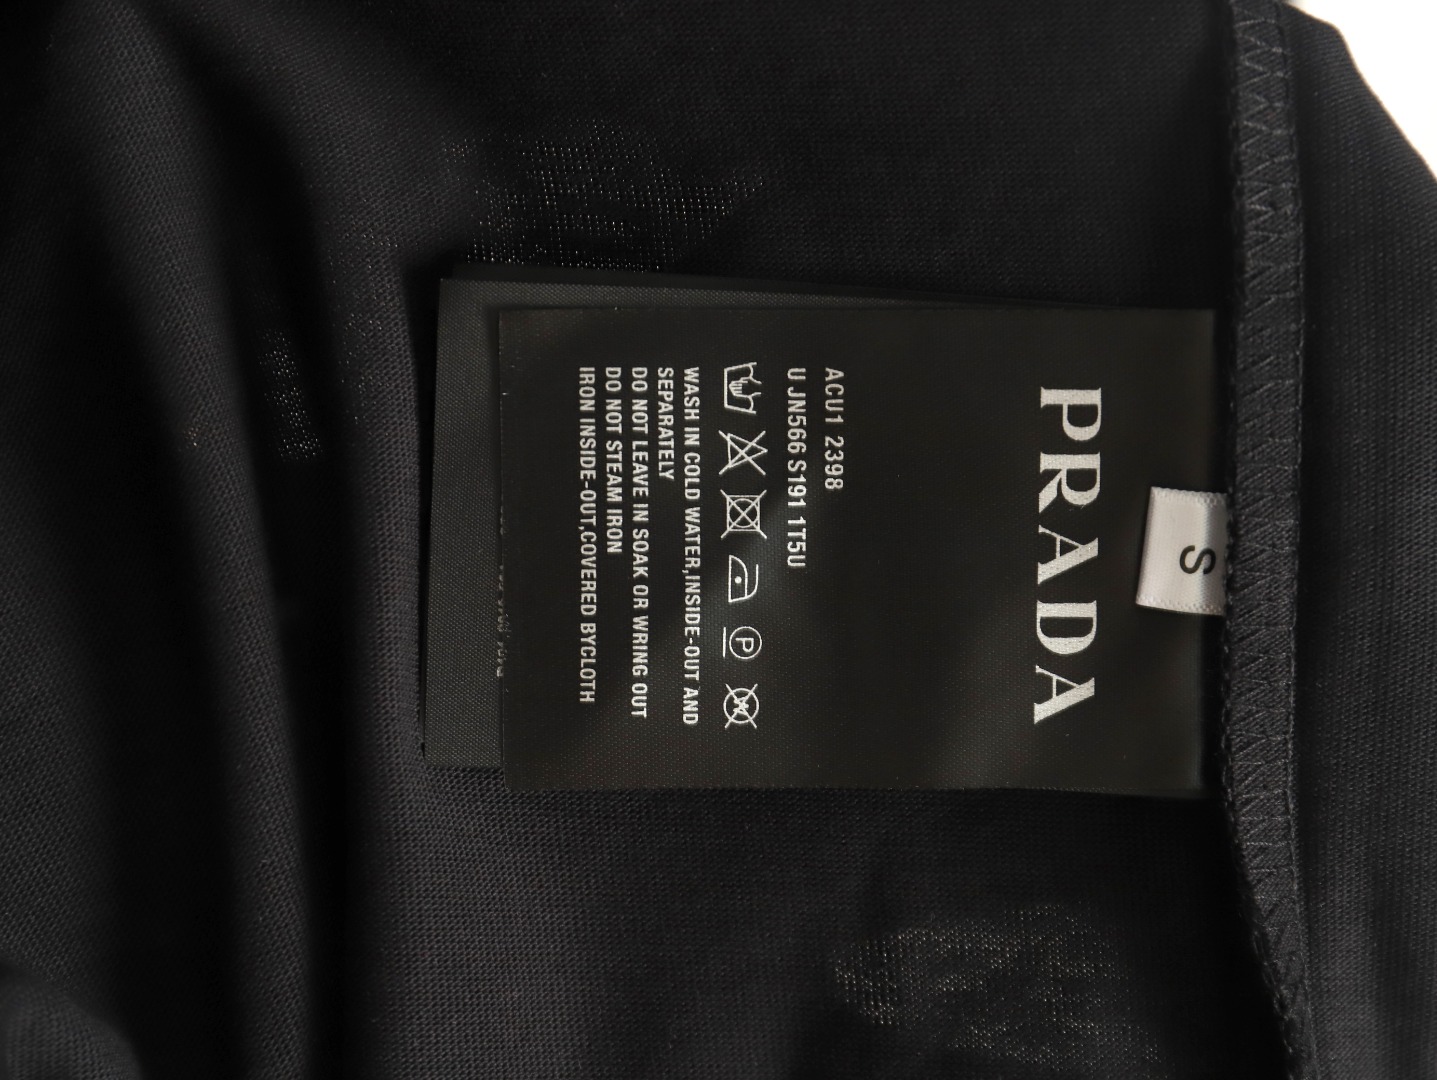 S
PRADA
ACU1 2398
U JN566 S191 1T5U
P
W
WASH IN COLD WATER,INSIDE-OUT AND
SEPARATELY
DO NOT LEAVE IN SOAK OR WRING OUT
DO NOT STEAM IRON
IRON INSIDE-OUT,COVERED BYCLOTH